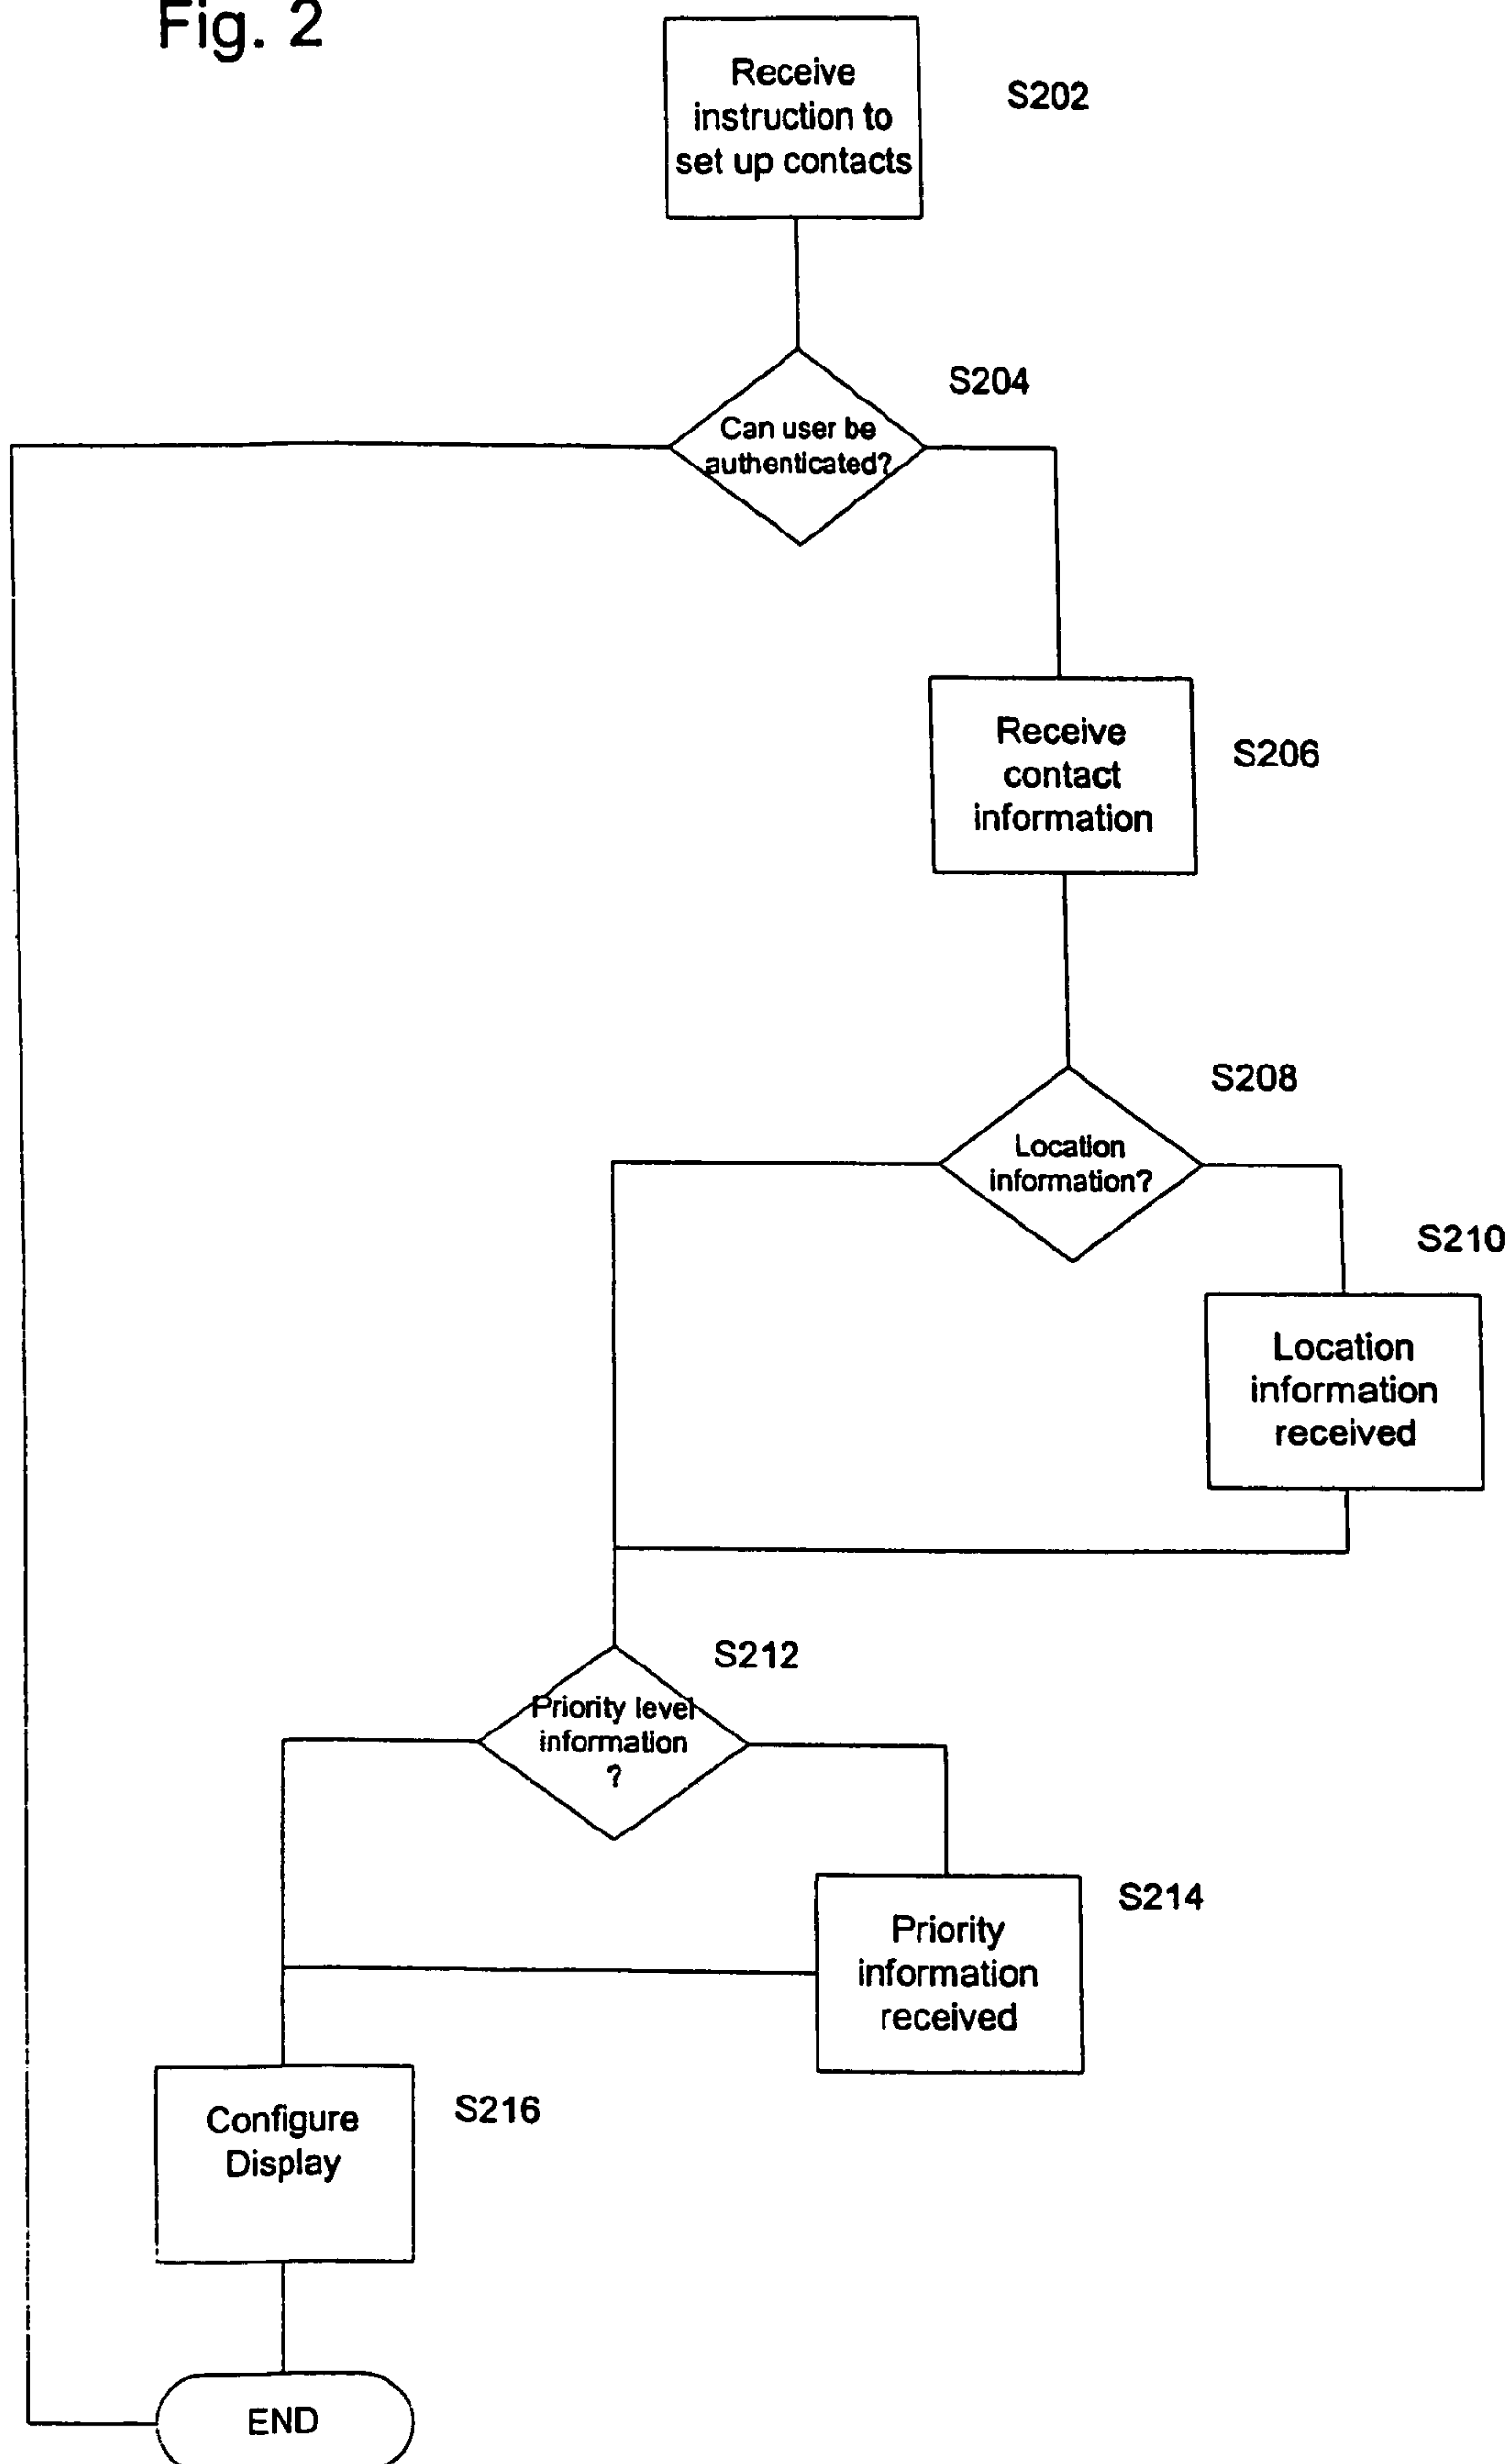 Fig. 2
Receive
instruction to
set up contacts
S202
S204
Can user be
authenticated?
Receive
contact
information
S206
S208
Location
information?
S210
Location
information
received
S212
Priority level
information
?
S214
Priority
information
received
Configure
Display
S216
END